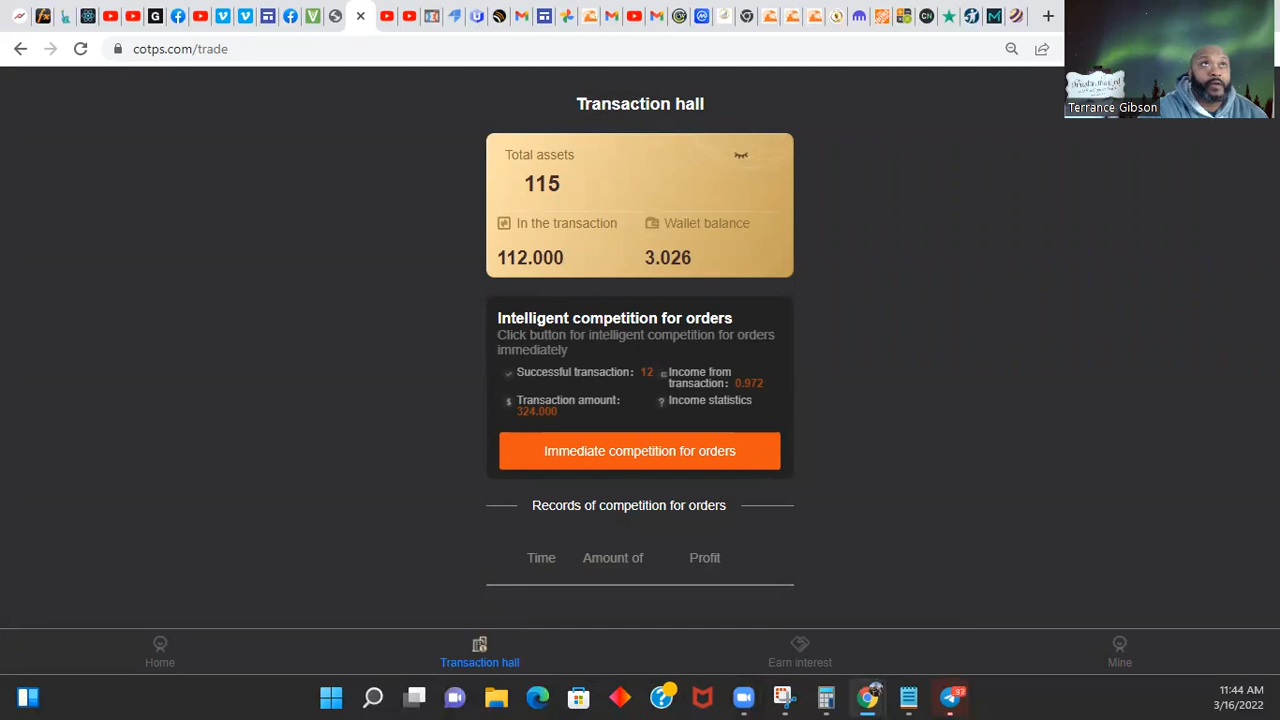 cotps.com/trade
Terrance Gibson
Transaction hall
Total assets
115
In the transaction
Wallet balance
112.000
3.026
Intelligent competition for orders
Click button for intelligent competition for orders
immediately
Successful transaction: 12
Income from
transaction: 0.972
Transaction amount:
324.000
Income statistics
Immediate competition for orders
Records of competition for orders
Time Amount of Profit
Home
Transaction hall
Earn interest
Mine
97
11:44 AM
3/16/2022